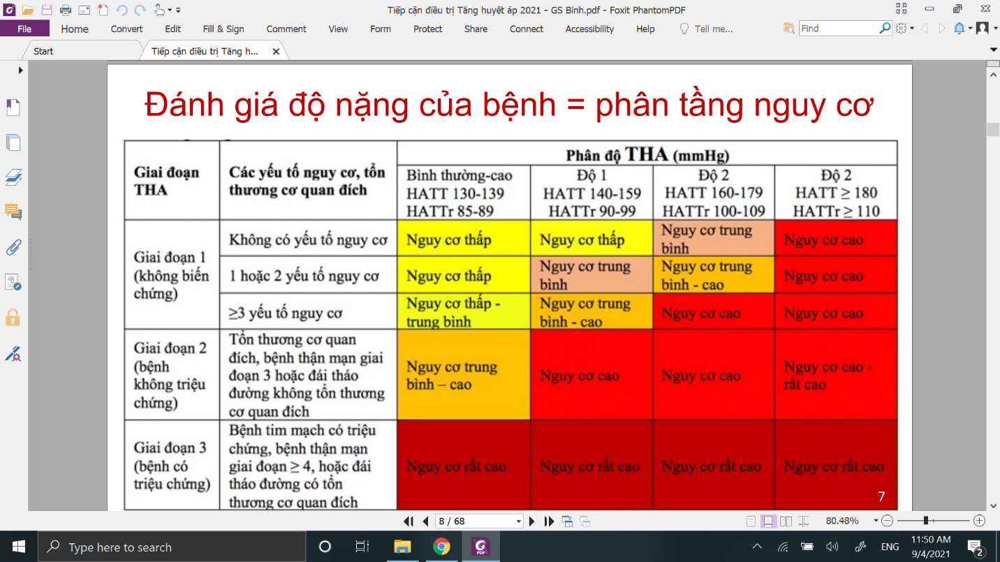 Tiếp cận điều trị Tăng huyết áp 2021 - GS Bình.pdf - Foxit PhantomPDF
File Home Convert Edit Fill & Sign Comment View Form Protect Share Connect Accessibility Help Tell me... Find
Start Tiếp cận điều trị Tăng h...
Đánh giá độ nặng của bệnh = phân tầng nguy cơ
Giai đoạn
THA
Các yếu tố nguy cơ, tổn
thương cơ quan đích
Phân độ THA (mmHg)
Bình thường-cao
HATT 130-139
HATTr 85-89
Độ 1
HATT 140-159
HATTr 90-99
Độ 2
HATT 160-179
HATTr 100-109
Độ 2
HATT ≥ 180
HATTr ≥ 110
Giai đoạn 1
(không biến
chứng)
Không có yếu tố nguy cơ
Nguy cơ thấp
Nguy cơ thấp
Nguy cơ trung
bình
Nguy cơ cao
1 hoặc 2 yếu tố nguy cơ
Nguy cơ thấp
Nguy cơ trung
bình
Nguy cơ trung
bình - cao
Nguy cơ cao
≥3 yếu tố nguy cơ
Nguy cơ thấp -
trung bình
Nguy cơ trung
bình - cao
Nguy cơ cao
Nguy cơ cao
Giai đoạn 2
(bệnh
không triệu
chứng)
Tổn thương cơ quan
đích, bệnh thận mạn giai
đoạn 3 hoặc đái tháo
đường không tổn thương
cơ quan đích
Nguy cơ trung
bình – cao
Nguy cơ cao
Nguy cơ cao
Nguy cơ cao -
rất cao
Giai đoạn 3
(bệnh có
triệu chứng)
Bệnh tim mạch có triệu
chứng, bệnh thận mạn
giai đoạn ≥ 4, hoặc đái
tháo đường có tổn
thương cơ quan đích
Nguy cơ rất cao
Nguy cơ rất cao
Nguy cơ rất cao
Nguy cơ rất cao
7
8 / 68
80.48%
Type here to search
PDF
ENG
11:50 AM
9/4/2021
2